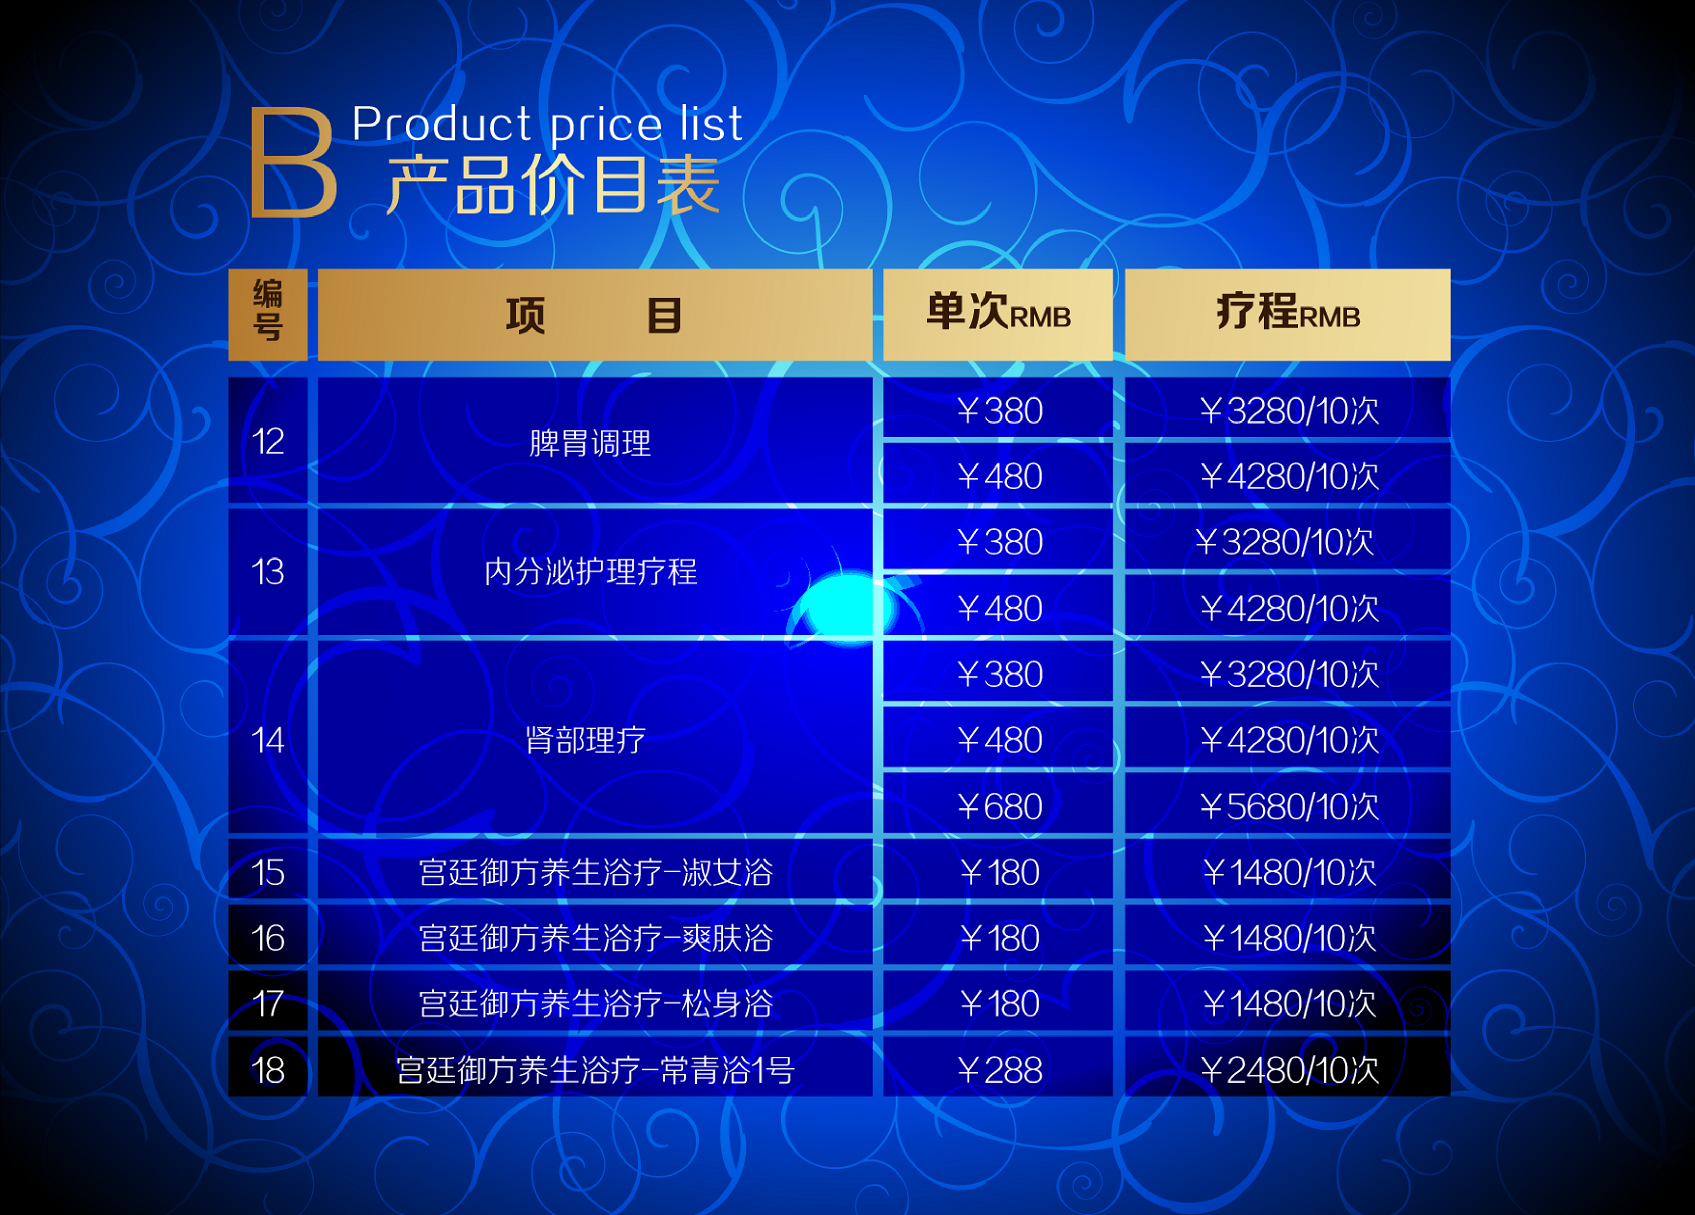 B
Product price list
产品价目表
编号 项 目 单次RMB 疗程RMB
12 脾胃调理 ￥380 ￥3280/10次
￥480 ￥4280/10次
13 内分泌护理疗程 ￥380 ￥3280/10次
￥480 ￥4280/10次
14 肾部理疗 ￥380 ￥3280/10次
￥480 ￥4280/10次
￥680 ￥5680/10次
15 宫廷御方养生浴疗-淑女浴 ￥180 ￥1480/10次
16 宫廷御方养生浴疗-爽肤浴 ￥180 ￥1480/10次
17 宫廷御方养生浴疗-松身浴 ￥180 ￥1480/10次
18 宫廷御方养生浴疗-常青浴1号 ￥288 ￥2480/10次